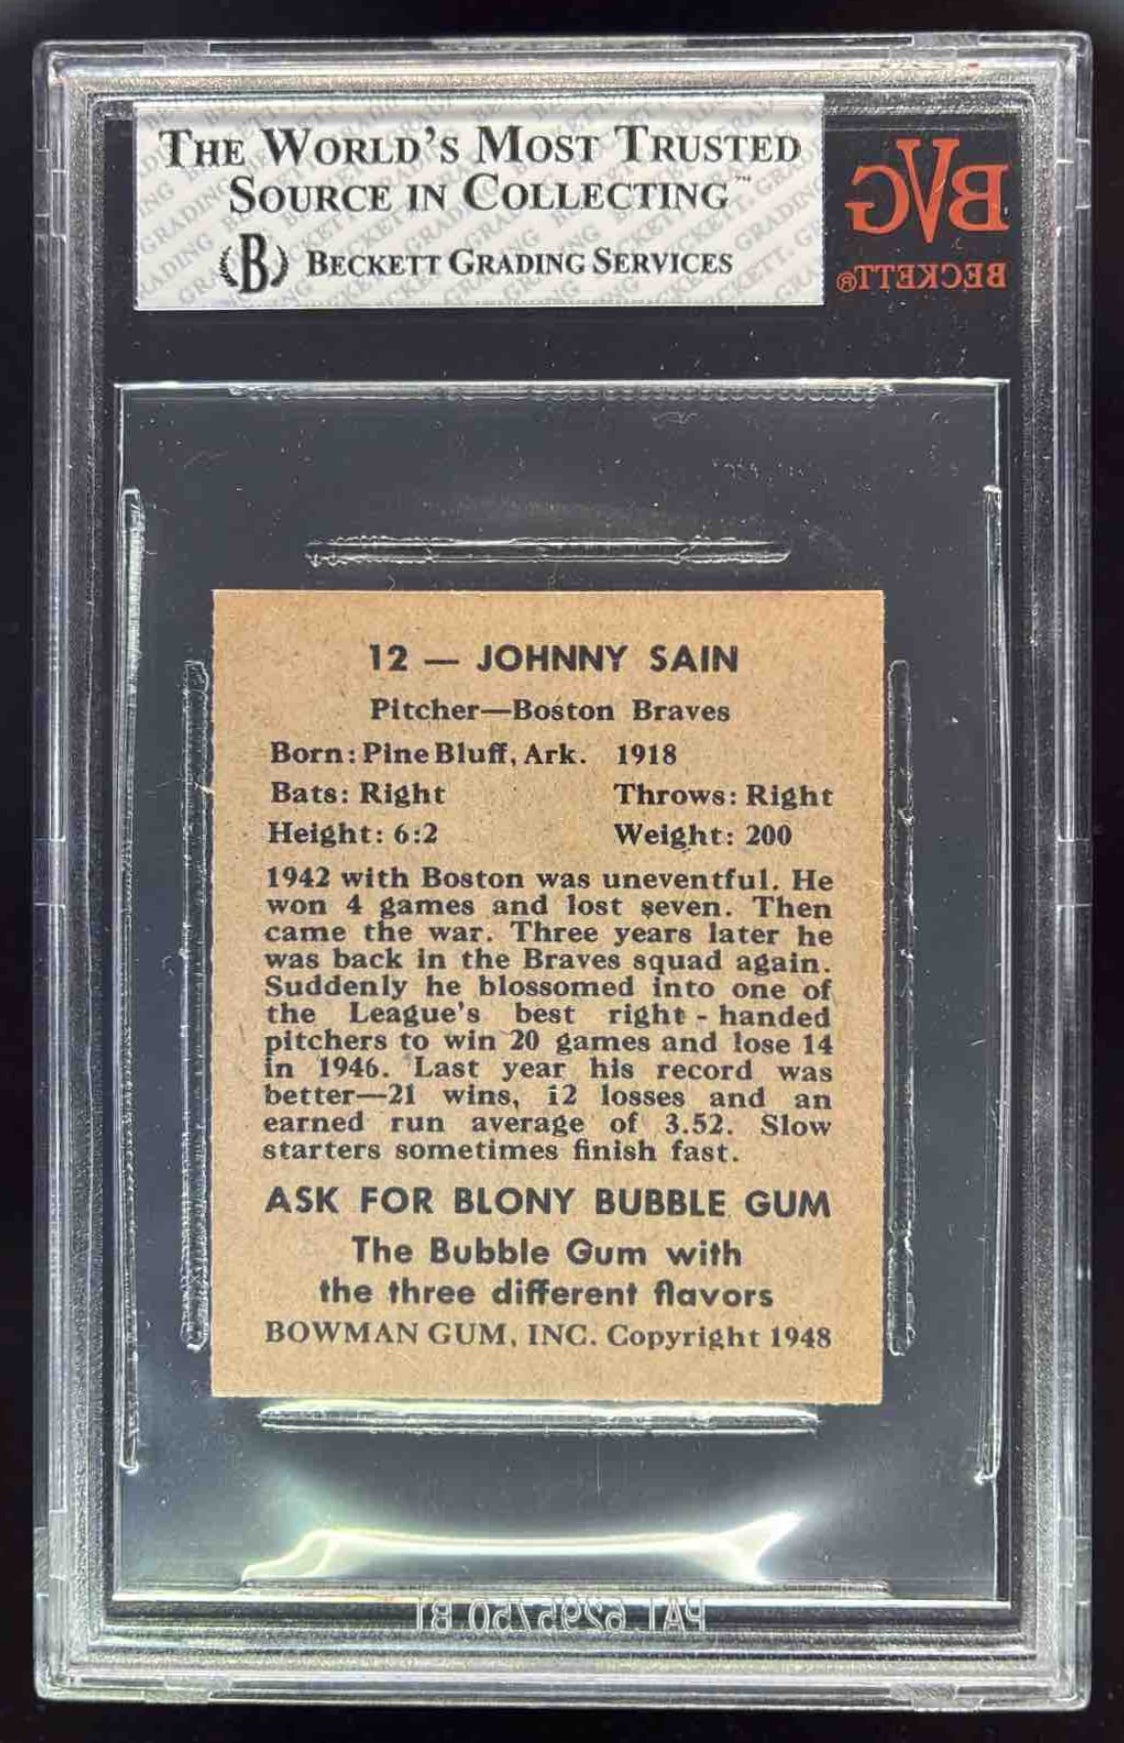 THE WORLD'S MOST TRUSTED
SOURCE IN COLLECTING™
(B) BECKETT GRADING SERVICES
BVG
BECKETT®
12 — JOHNNY SAIN
Pitcher—Boston Braves
Born: Pine Bluff, Ark. 1918
Bats: Right Throws: Right
Height: 6:2 Weight: 200
1942 with Boston was uneventful. He
won 4 games and lost seven. Then
came the war. Three years later he
was back in the Braves squad again.
Suddenly he blossomed into one of
the League's best right - handed
pitchers to win 20 games and lose 14
in 1946. Last year his record was
better—21 wins, 12 losses and an
earned run average of 3.52. Slow
starters sometimes finish fast.
ASK FOR BLONY BUBBLE GUM
The Bubble Gum with
the three different flavors
BOWMAN GUM, INC. Copyright 1948
PAT. 6295750 B1